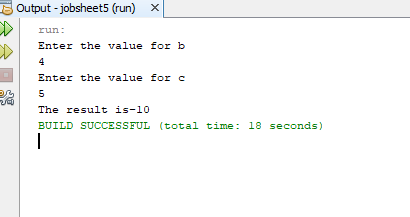 Output - jobsheet5 (run)
run:
Enter the value for b
4
Enter the value for c
5
The result is-10
BUILD SUCCESSFUL (total time: 18 seconds)